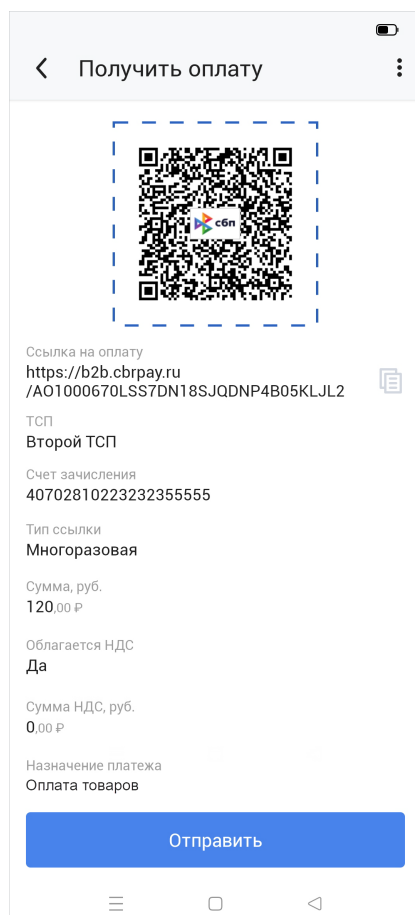 Получить оплату
сбп
Ссылка на оплату
https://b2b.cbrpay.ru
/AO1000670LSS7DN18SJQDNP4B05KLJL2
ТСП
Второй ТСП
Счет зачисления
40702810223232355555
Тип ссылки
Многоразовая
Сумма, руб.
120,00 ₽
Облагается НДС
Да
Сумма НДС, руб.
0,00 ₽
Назначение платежа
Оплата товаров
Отправить